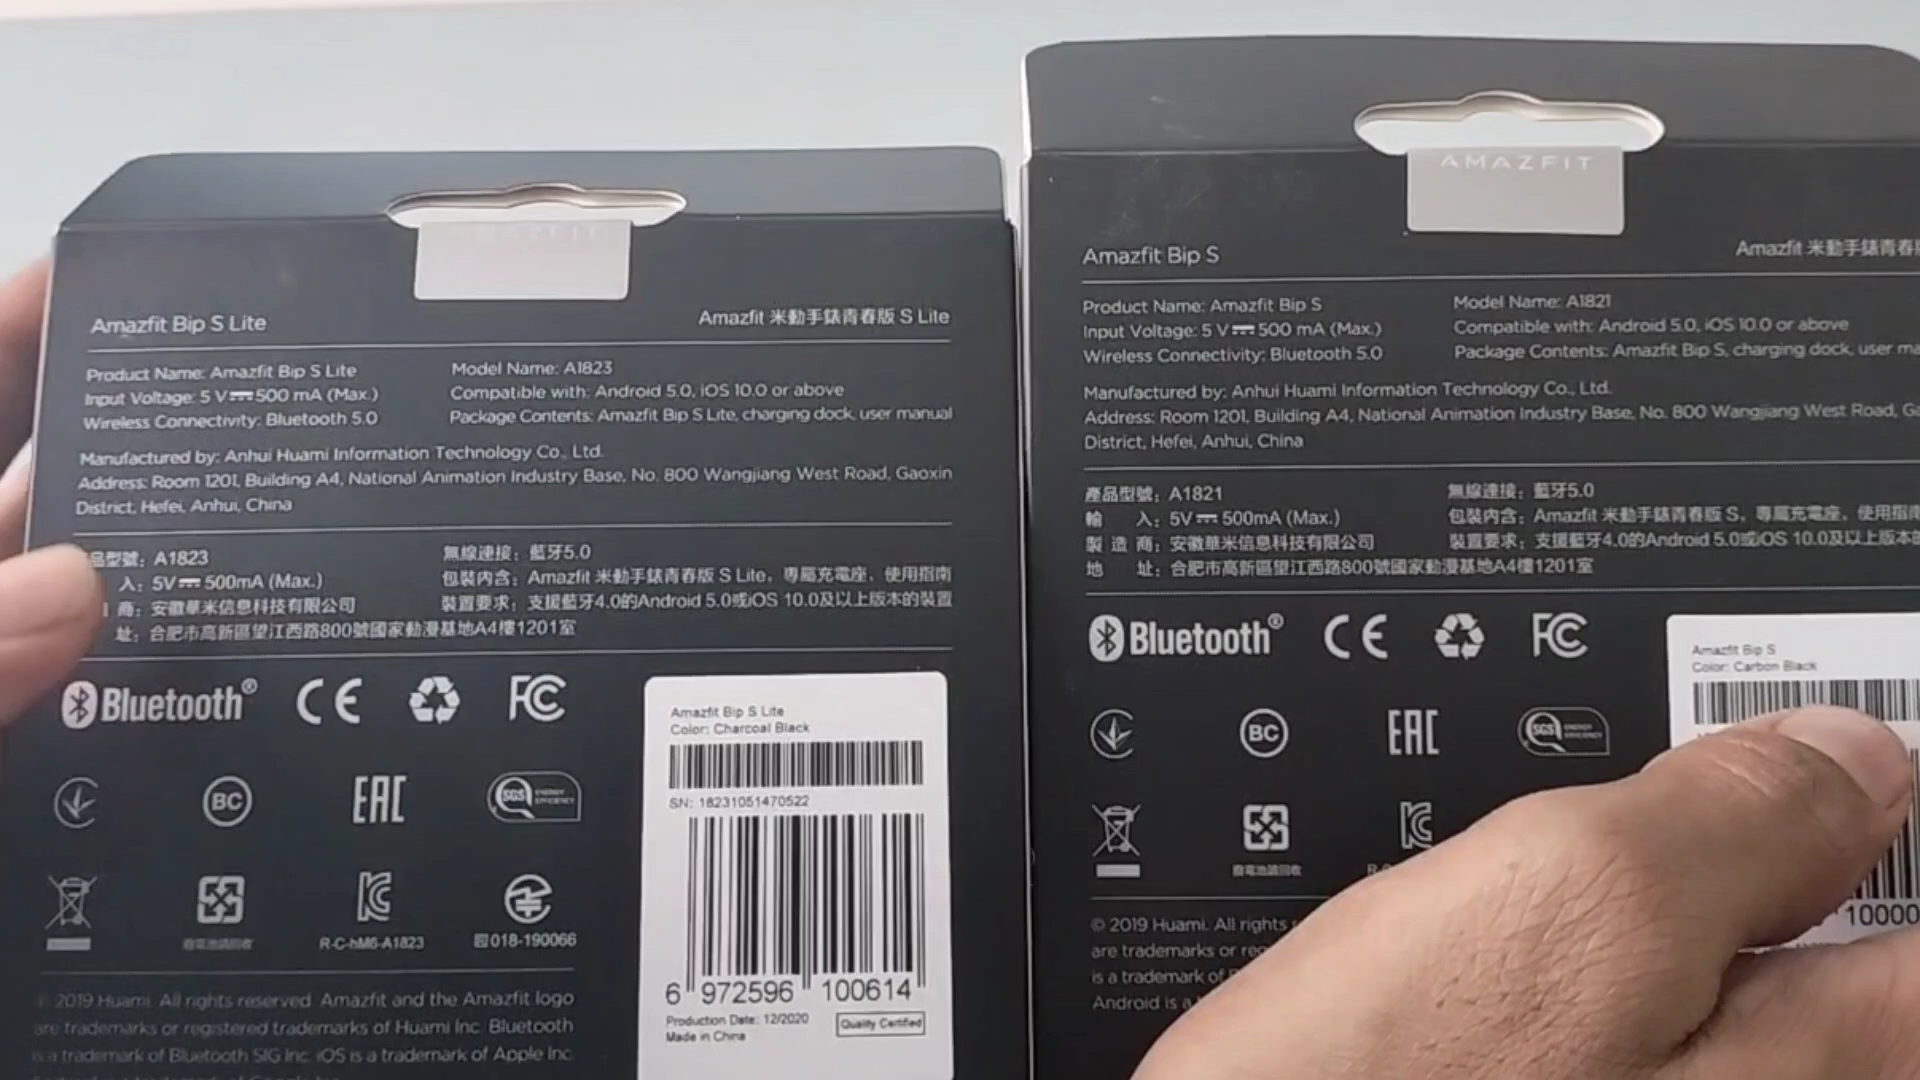 AMAZFIT
Amazfit Bip S Lite
Amazfit 米動手錶青春版 S Lite
Product Name: Amazfit Bip S Lite
Input Voltage: 5 V 500 mA (Max.)
Wireless Connectivity: Bluetooth 5.0
Model Name: A1823
Compatible with: Android 5.0, iOS 10.0 or above
Package Contents: Amazfit Bip S Lite, charging dock, user manual
Manufactured by: Anhui Huami Information Technology Co., Ltd.
Address: Room 1201, Building A4, National Animation Industry Base, No. 800 Wangjiang West Road, Gaoxin
District, Hefei, Anhui, China
品型號：A1823
入：5V 500mA (Max.)
商：安徽華米信息科技有限公司
址：合肥市高新區望江西路800號國家動漫基地A4樓1201室
無線連接：藍牙5.0
包裝內含：Amazfit 米動手錶青春版 S Lite，專屬充電座，使用指南
裝置要求：支援藍牙4.0的Android 5.0或iOS 10.0及以上版本的裝置
Bluetooth® CE FC
BC EAC SGS ENERGY EFFICIENCY
廢電池請回收
R-C-hM6-A1823
018-190066
© 2019 Huami. All rights reserved. Amazfit and the Amazfit logo
are trademarks or registered trademarks of Huami Inc. Bluetooth
is a trademark of Bluetooth SIG Inc. iOS is a trademark of Apple Inc.
Amazfit Bip S Lite
Color: Charcoal Black
SN: 18231051470522
6 972596 100614
Production Date: 12/2020
Made in China
Quality Certified
AMAZFIT
Amazfit Bip S
Amazfit 米動手錶青春
Product Name: Amazfit Bip S
Input Voltage: 5 V 500 mA (Max.)
Wireless Connectivity: Bluetooth 5.0
Model Name: A1821
Compatible with: Android 5.0, iOS 10.0 or above
Package Contents: Amazfit Bip S, charging dock, user ma
Manufactured by: Anhui Huami Information Technology Co., Ltd.
Address: Room 1201, Building A4, National Animation Industry Base, No. 800 Wangjiang West Road, Ga
District, Hefei, Anhui, China
產品型號：A1821
輸 入：5V 500mA (Max.)
製 造 商：安徽華米信息科技有限公司
地 址：合肥市高新區望江西路800號國家動漫基地A4樓1201室
無線連接：藍牙5.0
包裝內含：Amazfit 米動手錶青春版 S，專屬充電座，使用指南
裝置要求：支援藍牙4.0的Android 5.0或iOS 10.0及以上版本的
Bluetooth® CE FC
BC EAC SGS ENERGY EFFICIENCY
廢電池請回收
© 2019 Huami. All rights
are trademarks or reg
is a trademark of
Android is a
Amazfit Bip S
Color: Carbon Black
10000